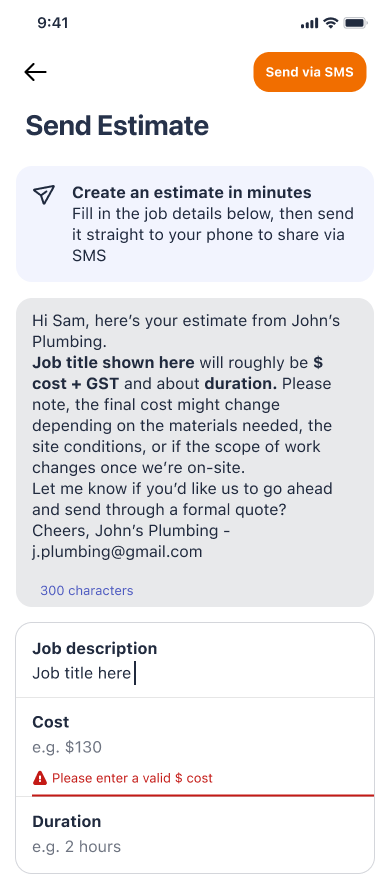 9:41
Send via SMS
Send Estimate
Create an estimate in minutes
Fill in the job details below, then send
it straight to your phone to share via
SMS
Hi Sam, here’s your estimate from John’s
Plumbing.
Job title shown here will roughly be $
cost + GST and about duration. Please
note, the final cost might change
depending on the materials needed, the
site conditions, or if the scope of work
changes once we’re on-site.
Let me know if you’d like us to go ahead
and send through a formal quote?
Cheers, John’s Plumbing -
j.plumbing@gmail.com
300 characters
Job description
Job title here
Cost
e.g. $130
Please enter a valid $ cost
Duration
e.g. 2 hours